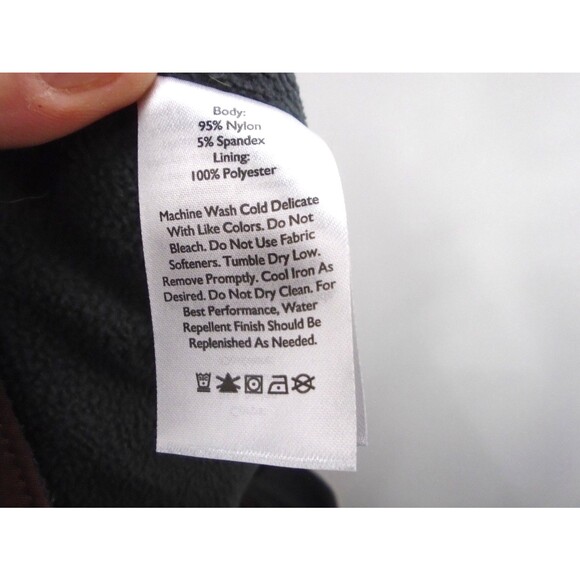 Body:
95% Nylon
5% Spandex
Lining:
100% Polyester
Machine Wash Cold Delicate
With Like Colors. Do Not
Bleach. Do Not Use Fabric
Softeners. Tumble Dry Low.
Remove Promptly. Cool Iron As
Desired. Do Not Dry Clean. For
Best Performance, Water
Repellent Finish Should Be
Replenished As Needed.